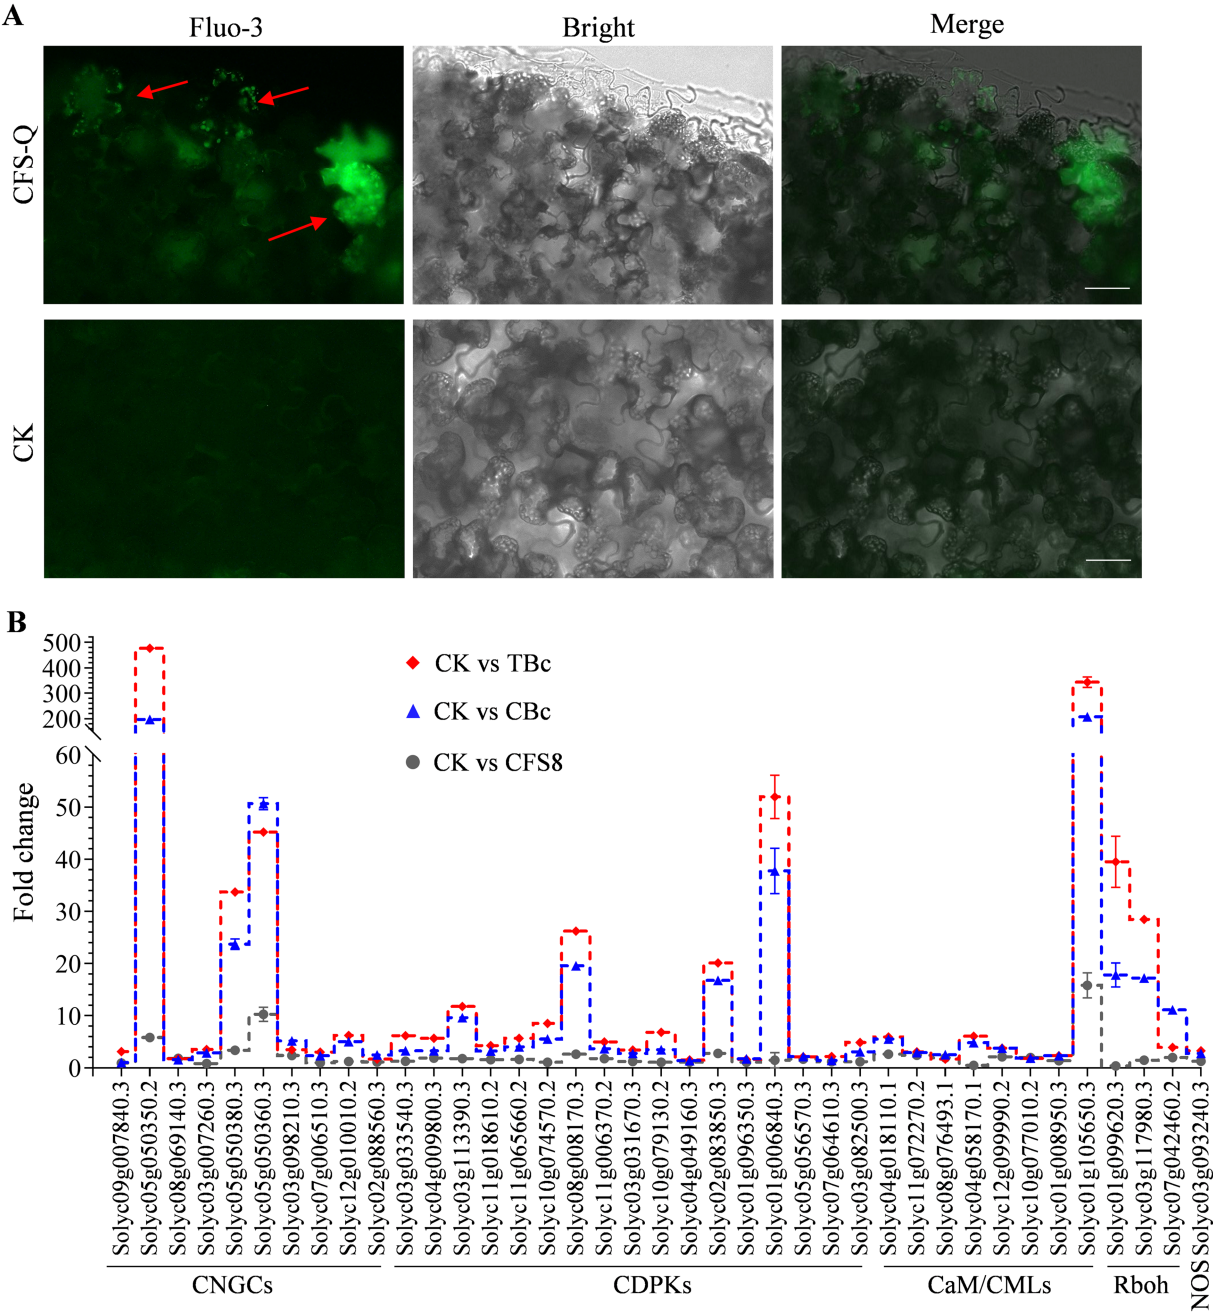 A
Fluo-3
Bright
Merge
CFS-Q
CK
B
500
400
300
200
60
50
40
30
20
10
0
Fold change
CK vs TBc
CK vs CBc
CK vs CFS8
Solyc09g007840.3
Solyc05g050350.2
Solyc08g069140.3
Solyc03g007260.3
Solyc05g050380.3
Solyc05g050360.3
Solyc03g098210.3
Solyc07g006510.3
Solyc12g010010.2
Solyc02g088560.3
Solyc03g033540.3
Solyc04g009800.3
Solyc03g113390.3
Solyc11g018610.2
Solyc11g065660.2
Solyc10g074570.2
Solyc08g008170.3
Solyc11g006370.2
Solyc03g031670.3
Solyc10g079130.2
Solyc04g049160.3
Solyc02g083850.3
Solyc01g096350.3
Solyc01g006840.3
Solyc05g056570.3
Solyc07g064610.3
Solyc03g082500.3
Solyc04g018110.1
Solyc11g072270.2
Solyc08g076493.1
Solyc04g058170.1
Solyc12g099990.2
Solyc10g077010.2
Solyc01g008950.3
Solyc01g105650.3
Solyc01g099620.3
Solyc03g117980.3
Solyc07g042460.2
Solyc03g093240.3
CNGCs
CDPKs
CaM/CMLs
Rboh
NOS